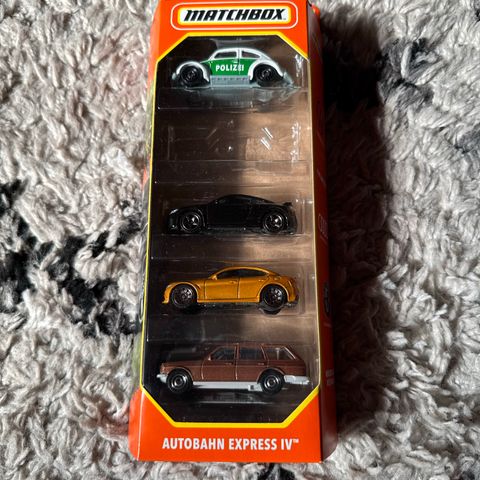 MATCHBOX
POLIZEI
AUTOBAHN EXPRESS IV™